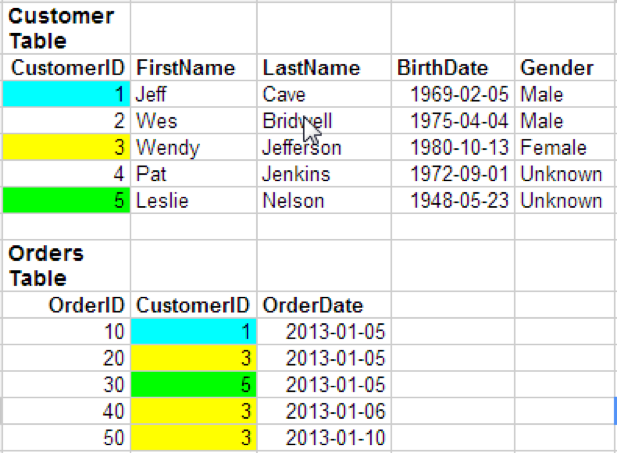 Customer
Table
CustomerID FirstName LastName BirthDate Gender
1 Jeff Cave 1969-02-05 Male
2 Wes Bridwell 1975-04-04 Male
3 Wendy Jefferson 1980-10-13 Female
4 Pat Jenkins 1972-09-01 Unknown
5 Leslie Nelson 1948-05-23 Unknown
Orders
Table
OrderID CustomerID OrderDate
10 1 2013-01-05
20 3 2013-01-05
30 5 2013-01-05
40 3 2013-01-06
50 3 2013-01-10